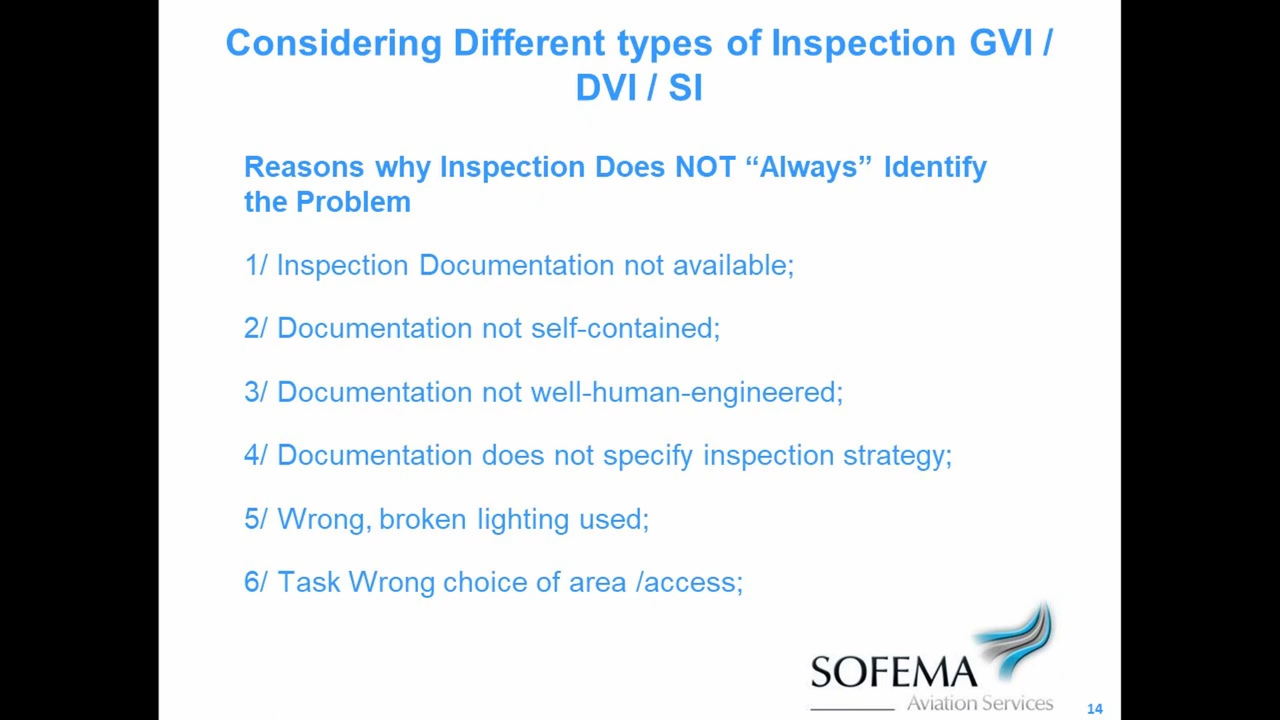 Considering Different types of Inspection GVI /
DVI / SI
Reasons why Inspection Does NOT “Always” Identify
the Problem
1/ Inspection Documentation not available;
2/ Documentation not self-contained;
3/ Documentation not well-human-engineered;
4/ Documentation does not specify inspection strategy;
5/ Wrong, broken lighting used;
6/ Task Wrong choice of area /access;
SOFEMA
Aviation Services
14